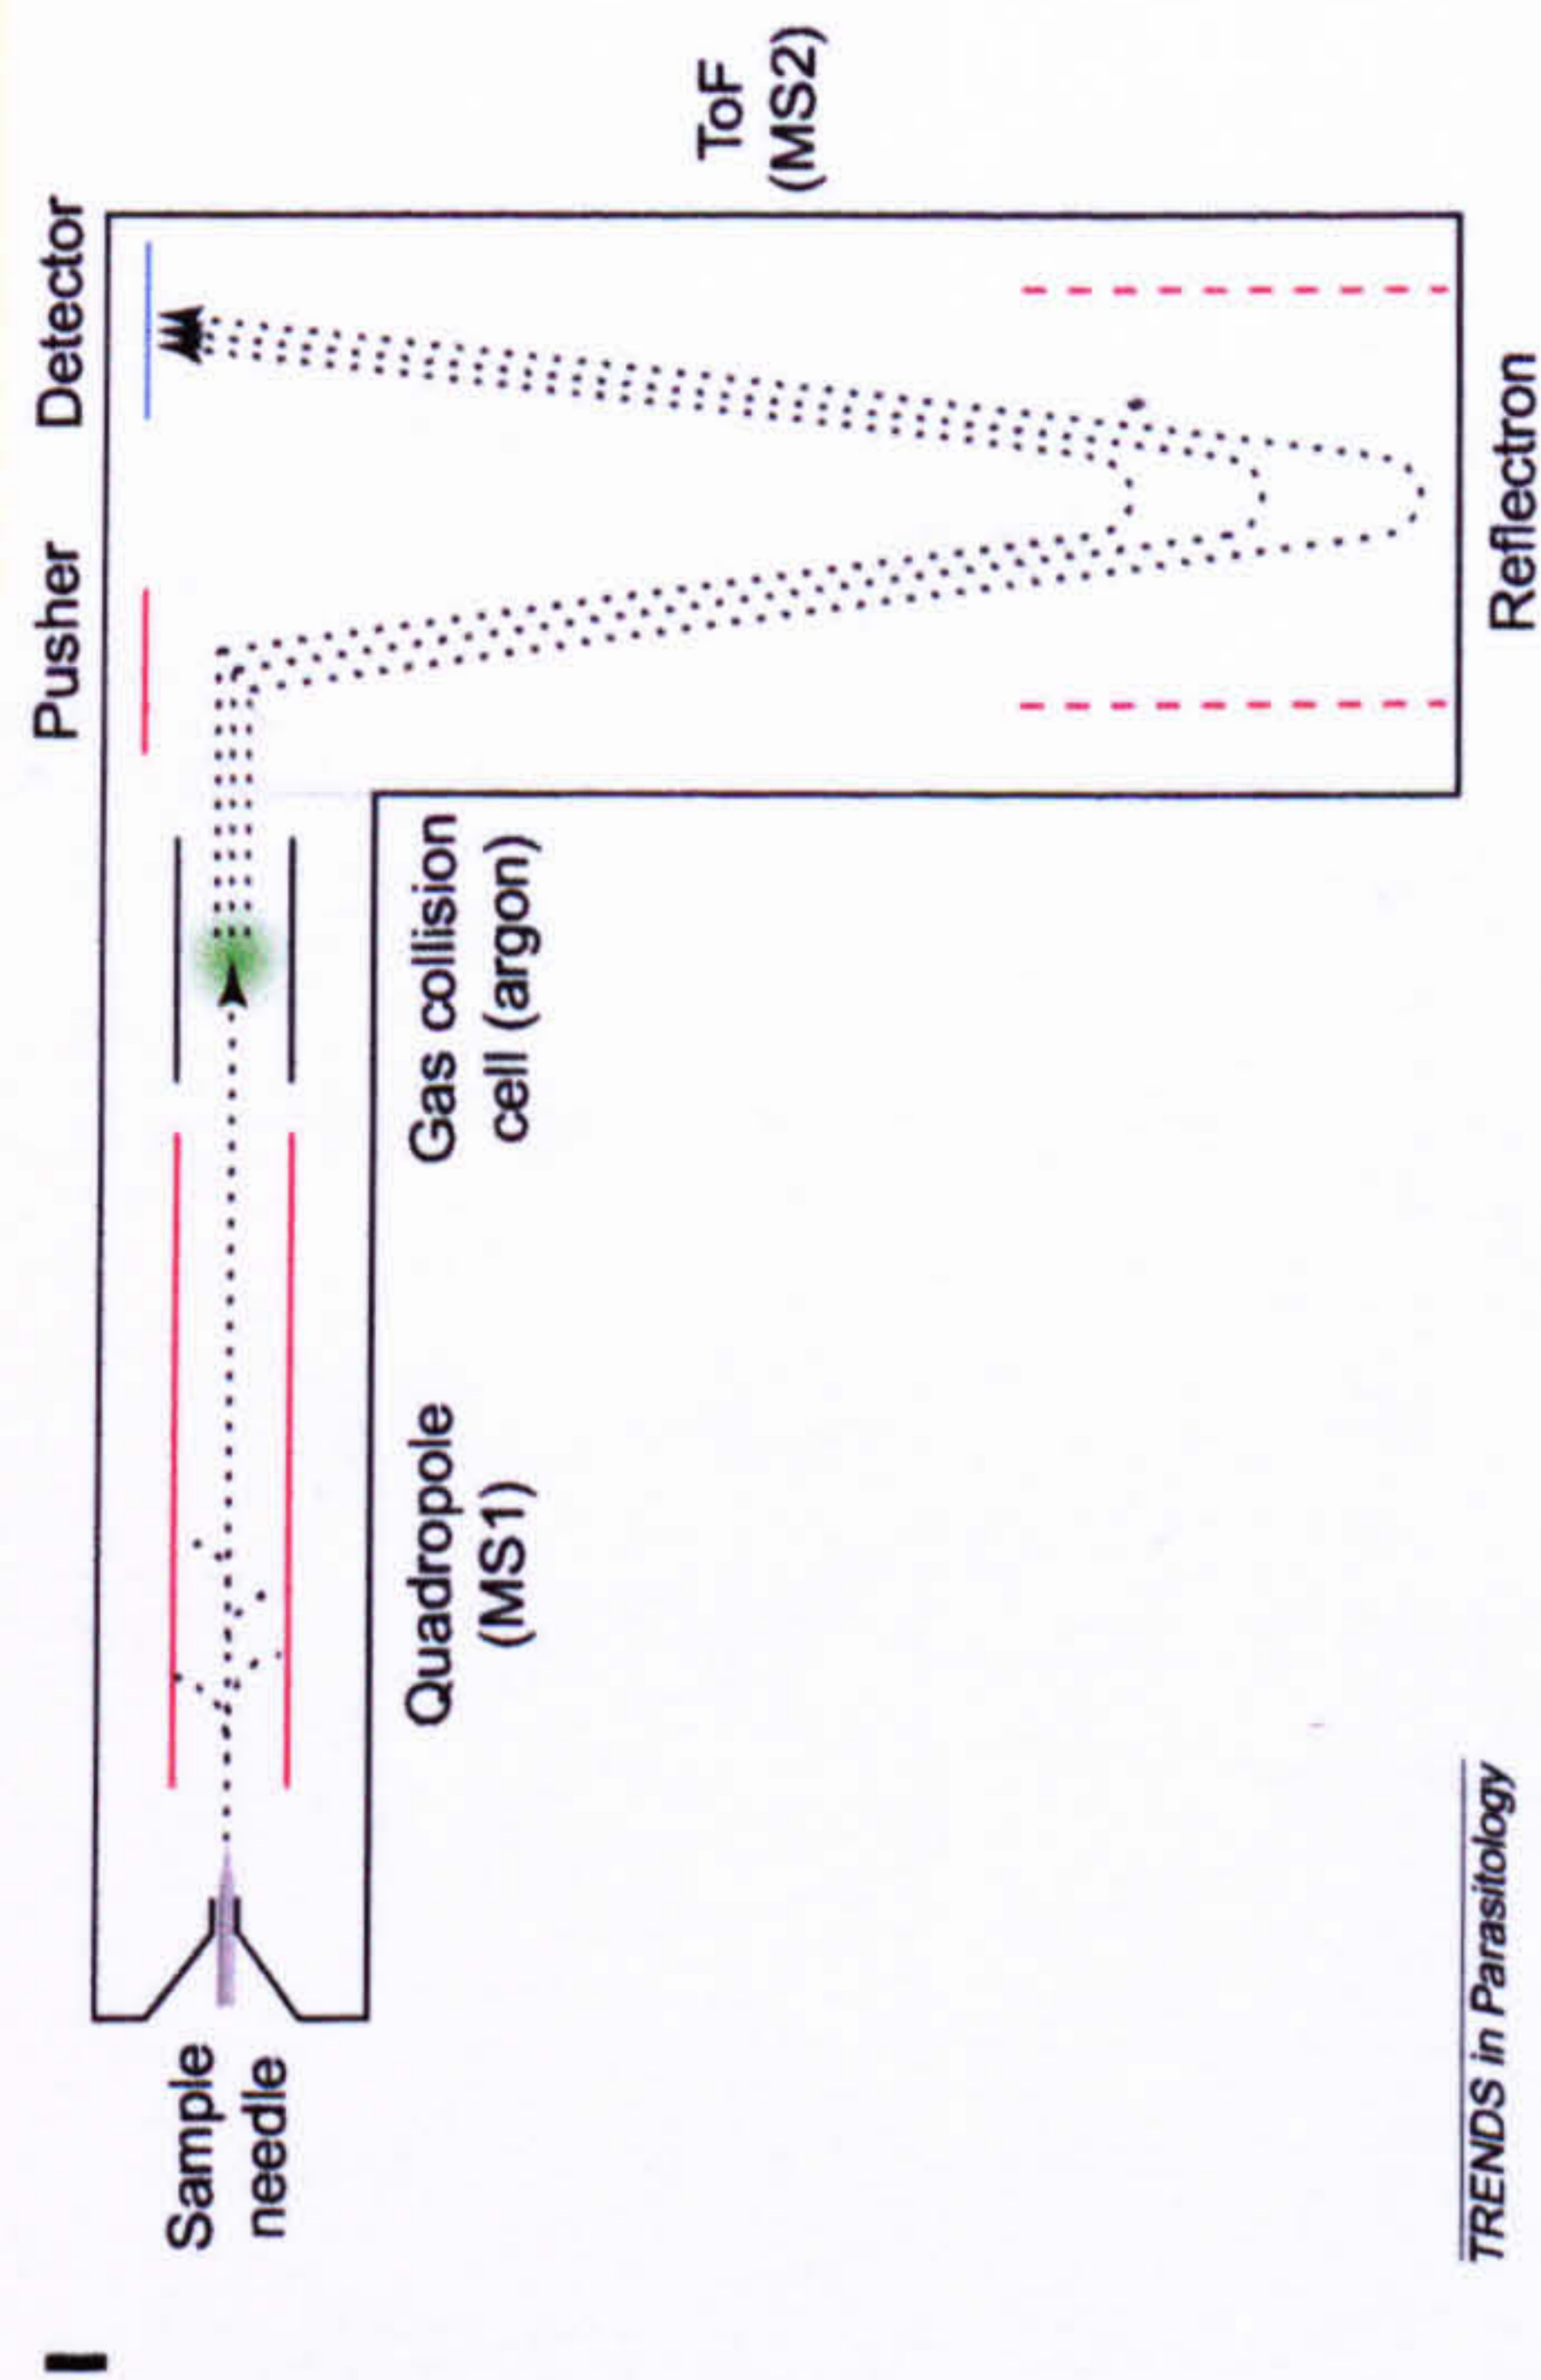 Sample
needle
Quadropole
(MS1)
Gas collision
cell (argon)
Pusher
Detector
ToF
(MS2)
Reflectron
TRENDS in Parasitology